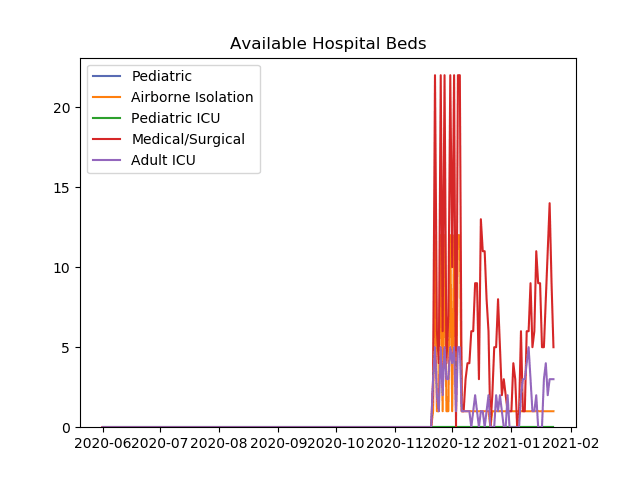 Available Hospital Beds
Pediatric
Airborne Isolation
Pediatric ICU
Medical/Surgical
Adult ICU
20
15
10
5
0
2020-06 2020-07 2020-08 2020-09 2020-10 2020-11 2020-12 2021-01 2021-02